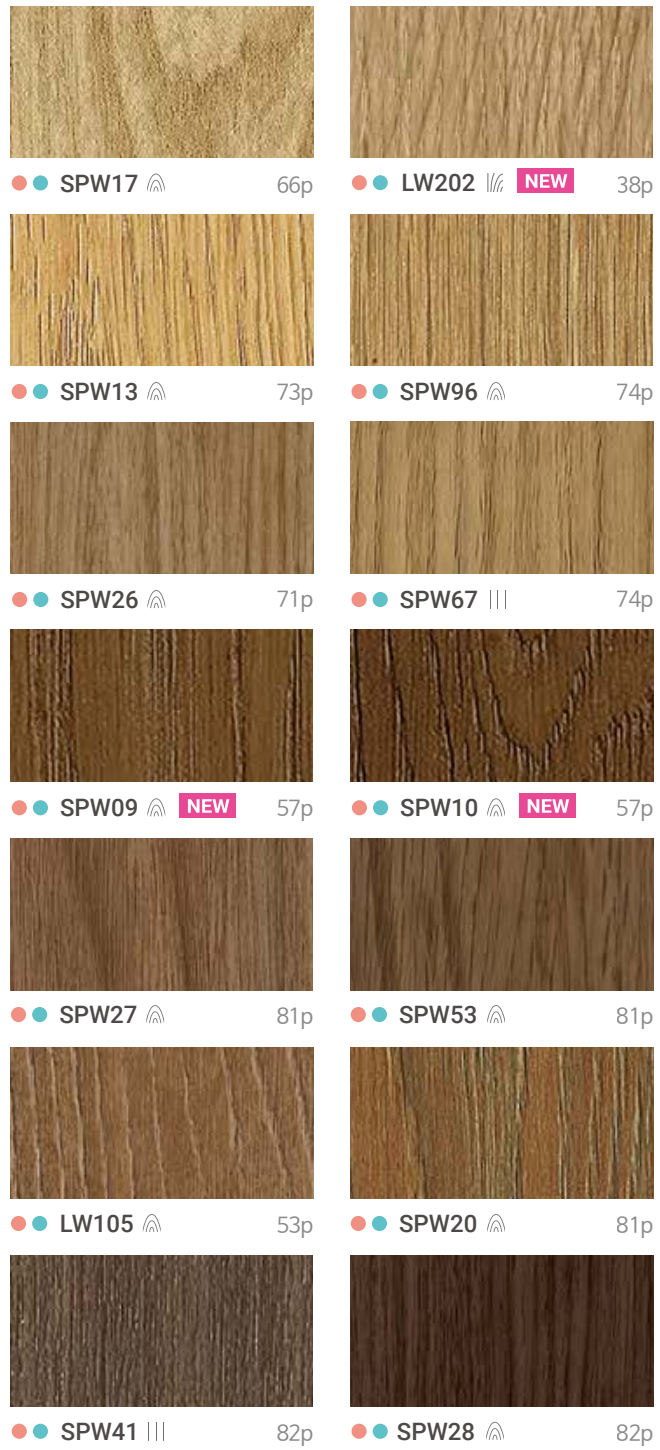 SPW17 66p
LW202 NEW 38p
SPW13 73p
SPW96 74p
SPW26 71p
SPW67 74p
SPW09 NEW 57p
SPW10 NEW 57p
SPW27 81p
SPW53 81p
LW105 53p
SPW20 81p
SPW41 82p
SPW28 82p